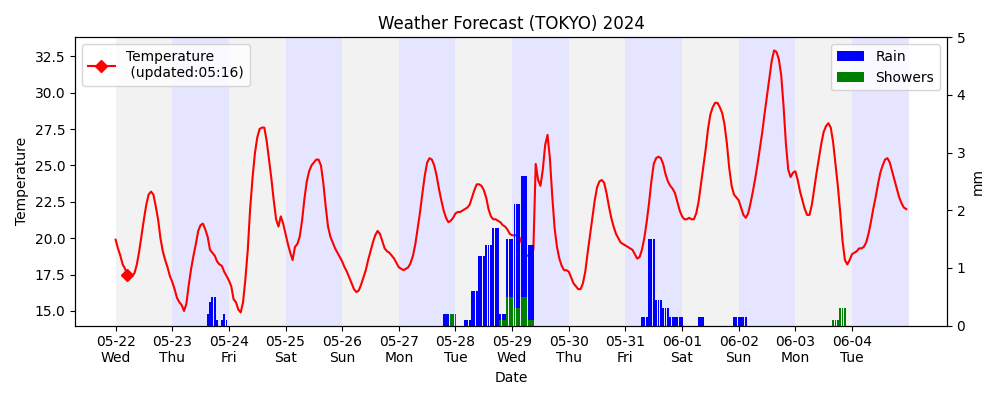 Weather Forecast (TOKYO) 2024
Temperature
(updated:05:16)
Rain
Showers
32.5
30.0
27.5
25.0
22.5
20.0
17.5
15.0
Temperature
5
4
3
2
1
0
mm
05-22 05-23 05-24 05-25 05-26 05-27 05-28 05-29 05-30 05-31 06-01 06-02 06-03 06-04
Wed Thu Fri Sat Sun Mon Tue Wed Thu Fri Sat Sun Mon Tue
Date